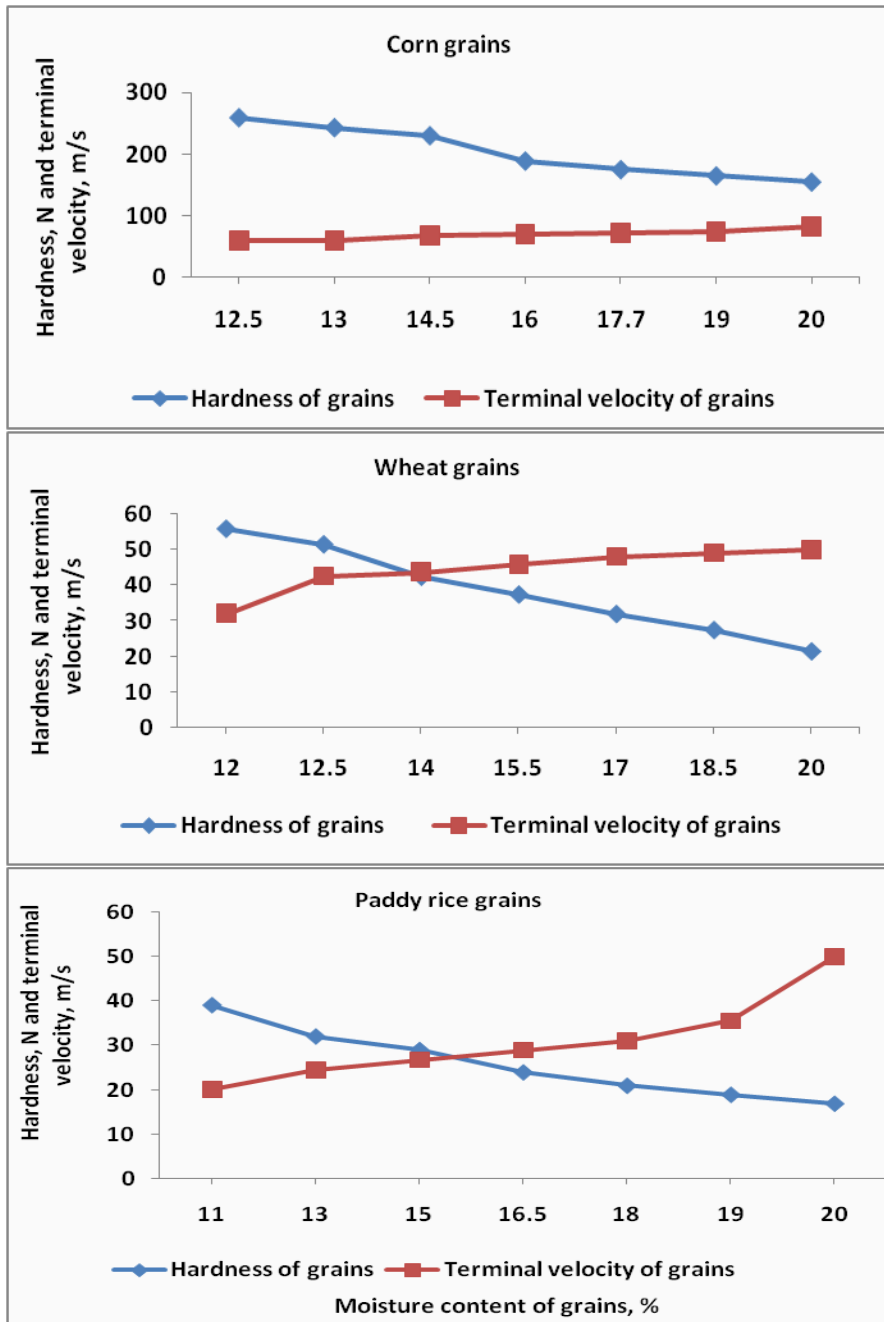 Corn grains
Hardness, N and terminal
velocity, m/s
300
200
100
0
12.5 13 14.5 16 17.7 19 20
Hardness of grains Terminal velocity of grains
Wheat grains
Hardness, N and terminal
velocity, m/s
60
50
40
30
20
10
0
12 12.5 14 15.5 17 18.5 20
Hardness of grains Terminal velocity of grains
Paddy rice grains
Hardness, N and terminal
velocity, m/s
60
50
40
30
20
10
0
11 13 15 16.5 18 19 20
Hardness of grains Terminal velocity of grains
Moisture content of grains, %